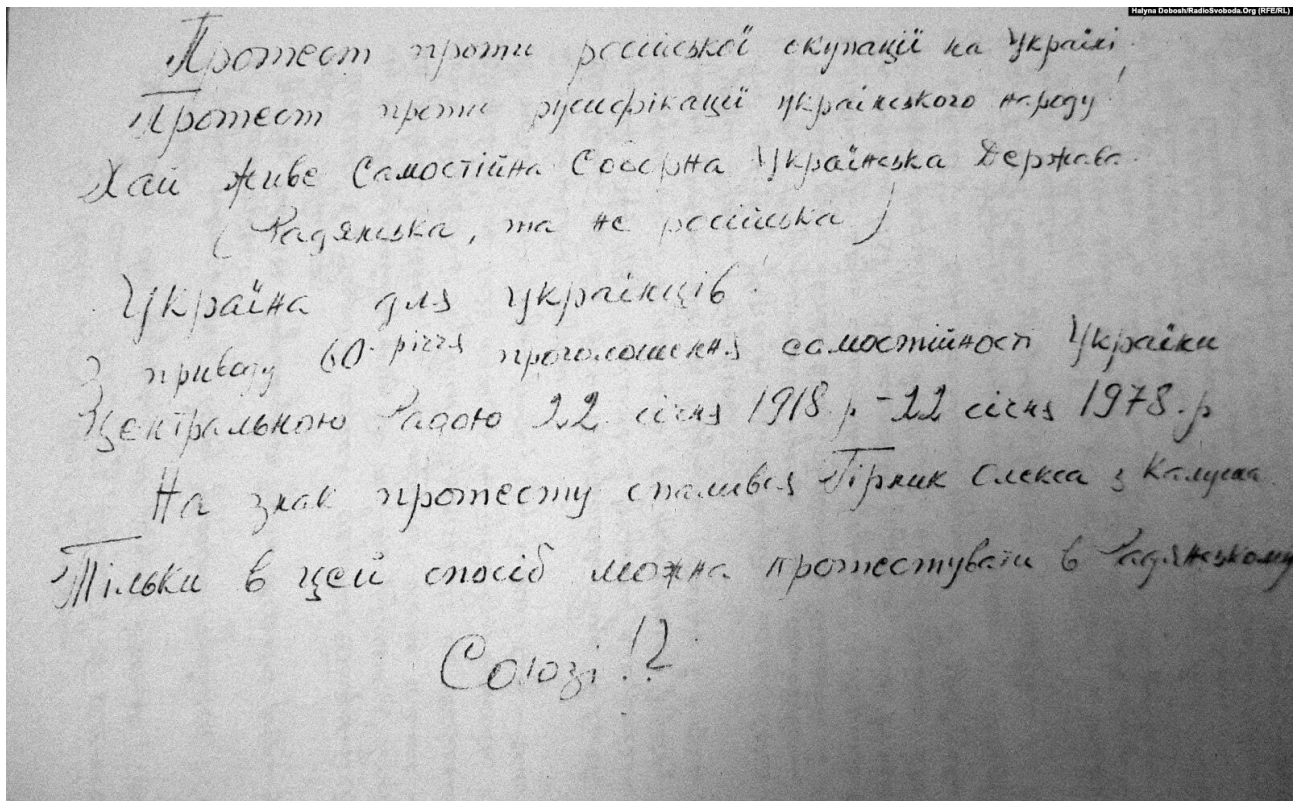 Halyna Dobosh/RadioSvoboda.Org (RFE/RL)
Протест проти російської окупації на Україні!
Протест проти русифікації українського народу!
Хай живе Самостійна Соборна Українська Держава.
(Радянська, та не російська)
Україна для українців!
З приводу 60-річчя проголошення самостійності України
Центральною Радою 22 січня 1918.р - 22 січня 1978.р
На знак протесту спалився Гірник Олекса з Калуша.
Тільки в цей спосіб можна протестувати в Радянському
Союзі!?